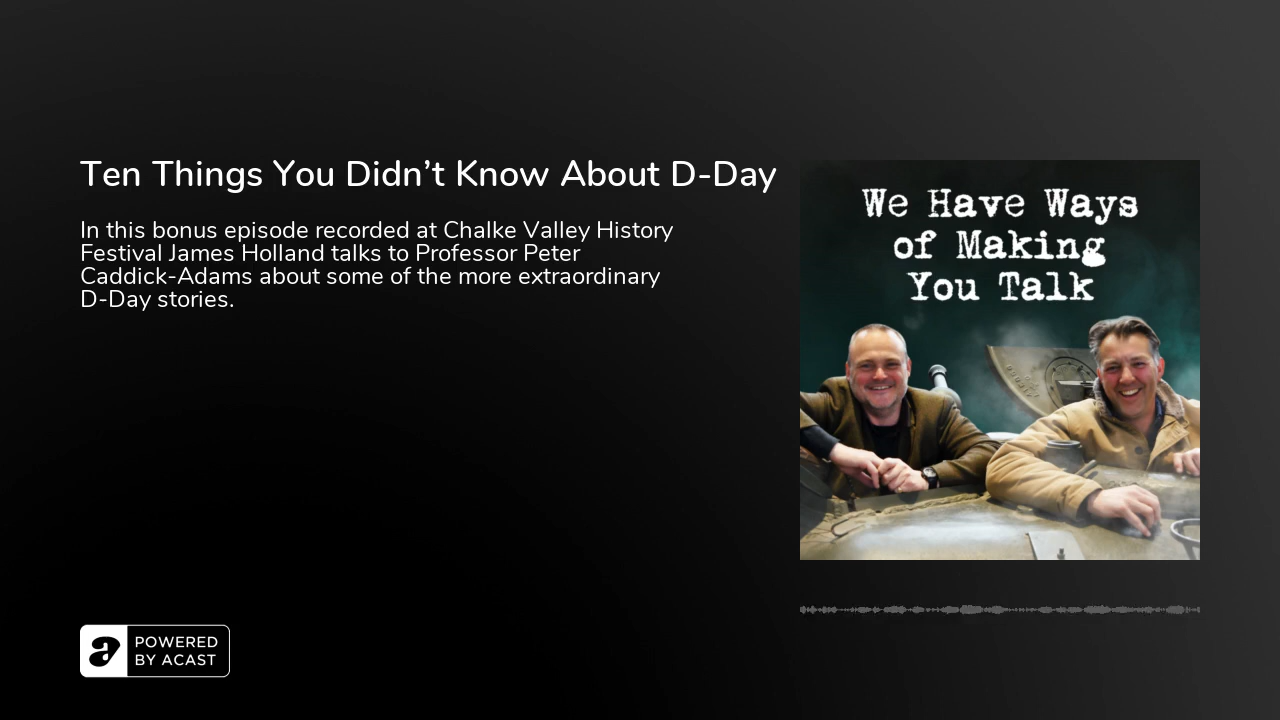 Ten Things You Didn’t Know About D-Day
In this bonus episode recorded at Chalke Valley History
Festival James Holland talks to Professor Peter
Caddick-Adams about some of the more extraordinary
D-Day stories.
We Have Ways
of Making
You Talk
a POWERED
BY ACAST